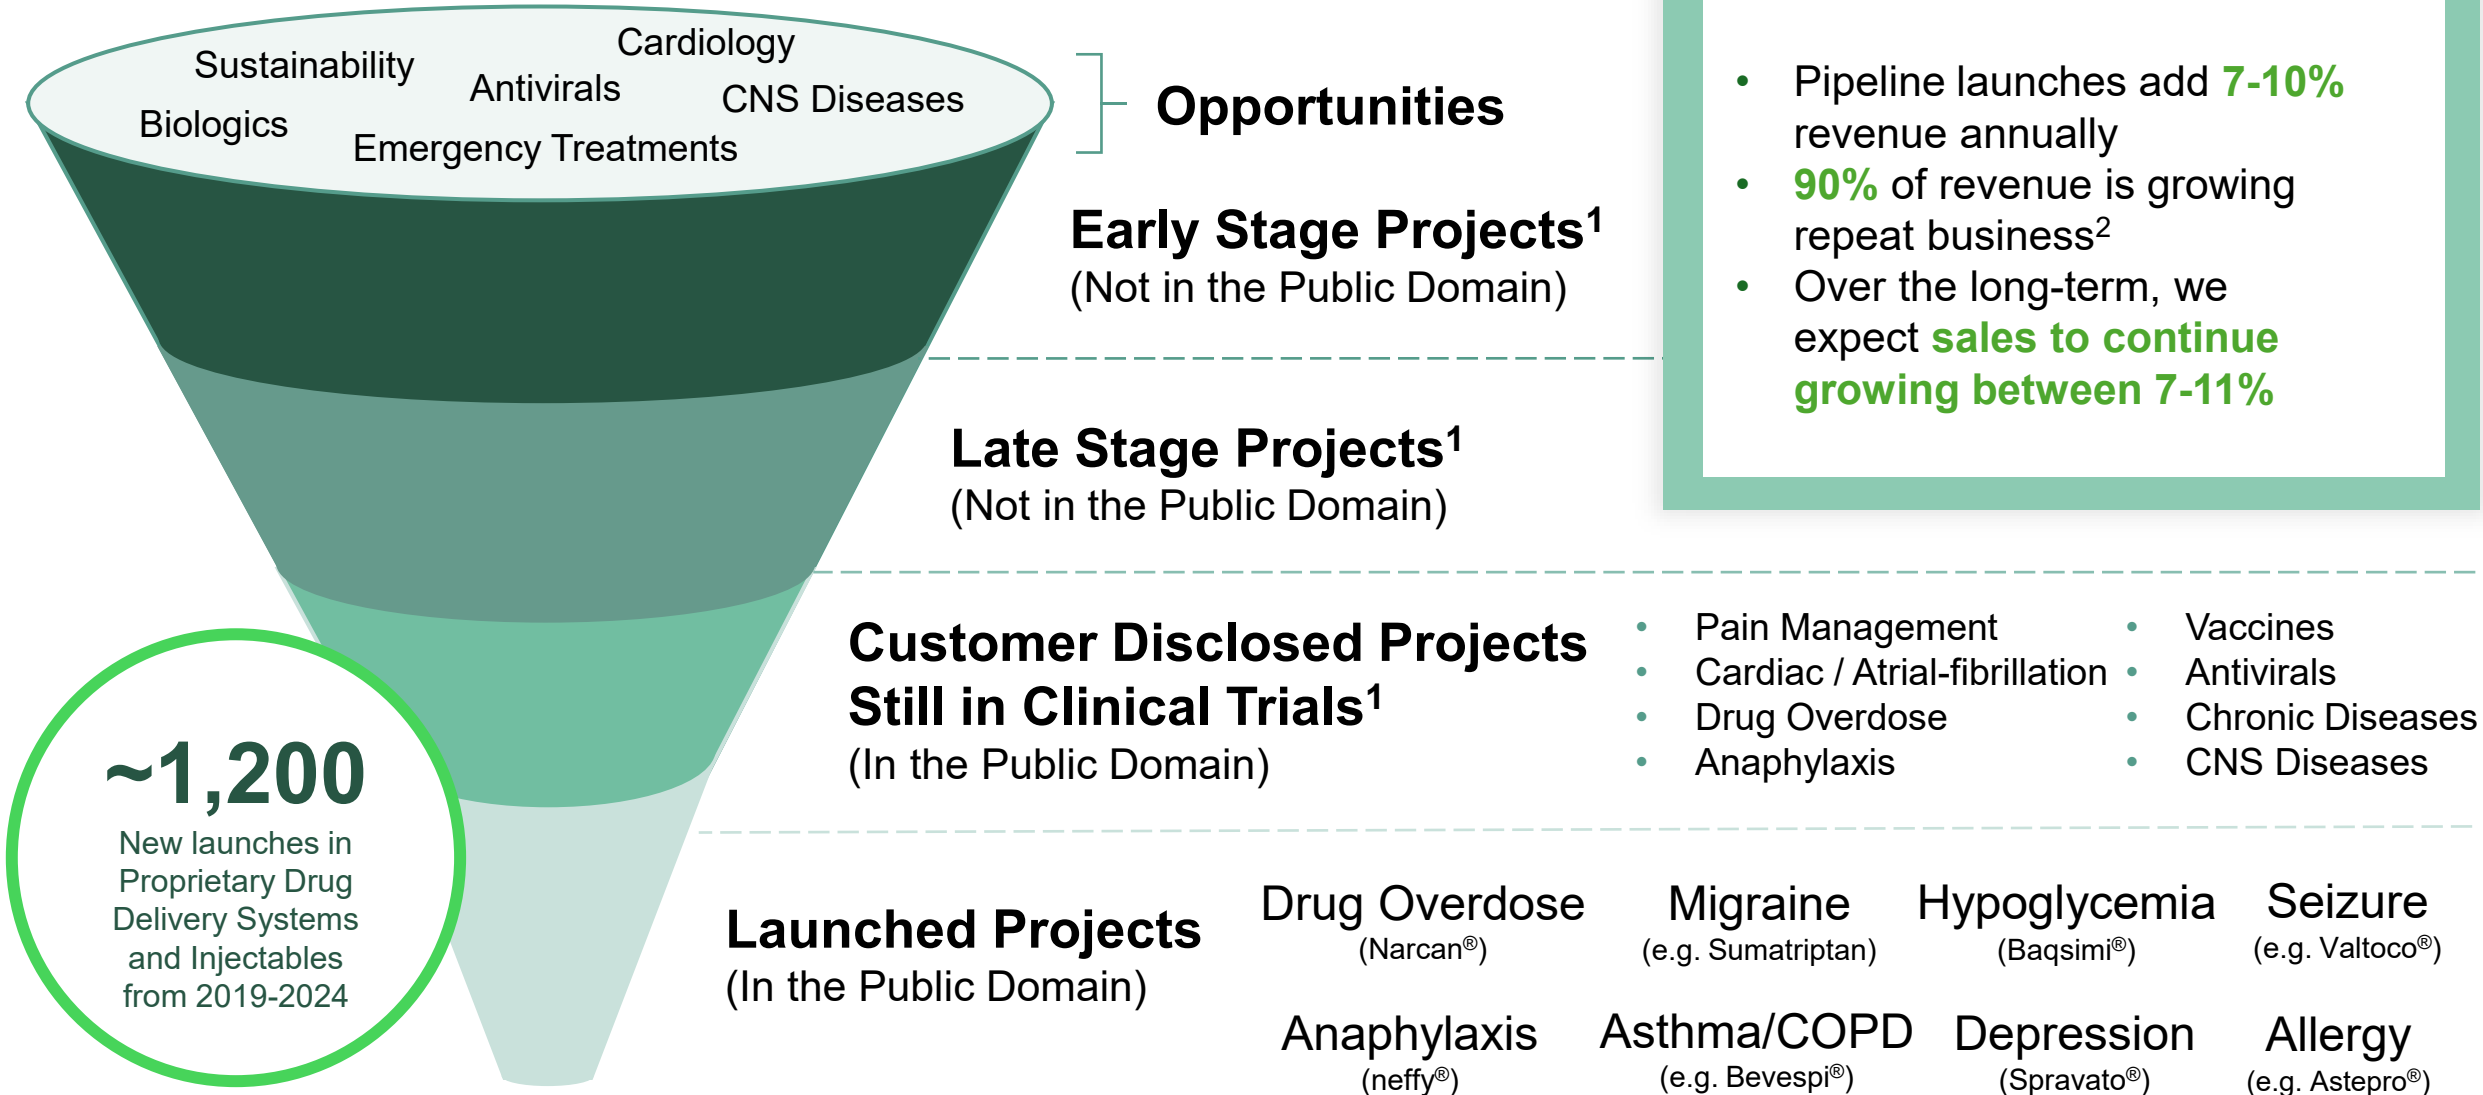 Sustainability
Cardiology
Antivirals
CNS Diseases
Biologics
Emergency Treatments
Opportunities
Early Stage Projects¹
(Not in the Public Domain)
• Pipeline launches add 7-10%
revenue annually
• 90% of revenue is growing
repeat business²
• Over the long-term, we
expect sales to continue
growing between 7-11%
Late Stage Projects¹
(Not in the Public Domain)
Customer Disclosed Projects
Still in Clinical Trials¹
(In the Public Domain)
• Pain Management
• Cardiac / Atrial-fibrillation
• Drug Overdose
• Anaphylaxis
• Vaccines
• Antivirals
• Chronic Diseases
• CNS Diseases
~1,200
New launches in
Proprietary Drug
Delivery Systems
and Injectables
from 2019-2024
Launched Projects
(In the Public Domain)
Drug Overdose
(Narcan®)
Migraine
(e.g. Sumatriptan)
Hypoglycemia
(Baqsimi®)
Seizure
(e.g. Valtoco®)
Anaphylaxis
(neffy®)
Asthma/COPD
(e.g. Bevespi®)
Depression
(Spravato®)
Allergy
(e.g. Astepro®)